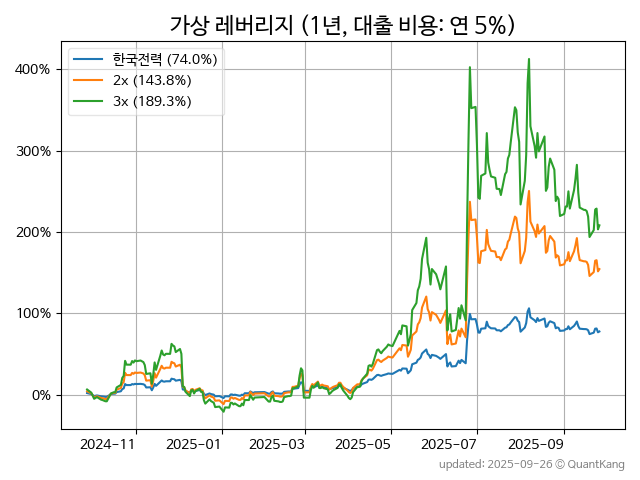 가상 레버리지 (1년, 대출 비용: 연 5%)
한국전력 (74.0%)
2x (143.8%)
3x (189.3%)
400%
300%
200%
100%
0%
2024-11
2025-01
2025-03
2025-05
2025-07
2025-09
updated: 2025-09-26 © QuantKang